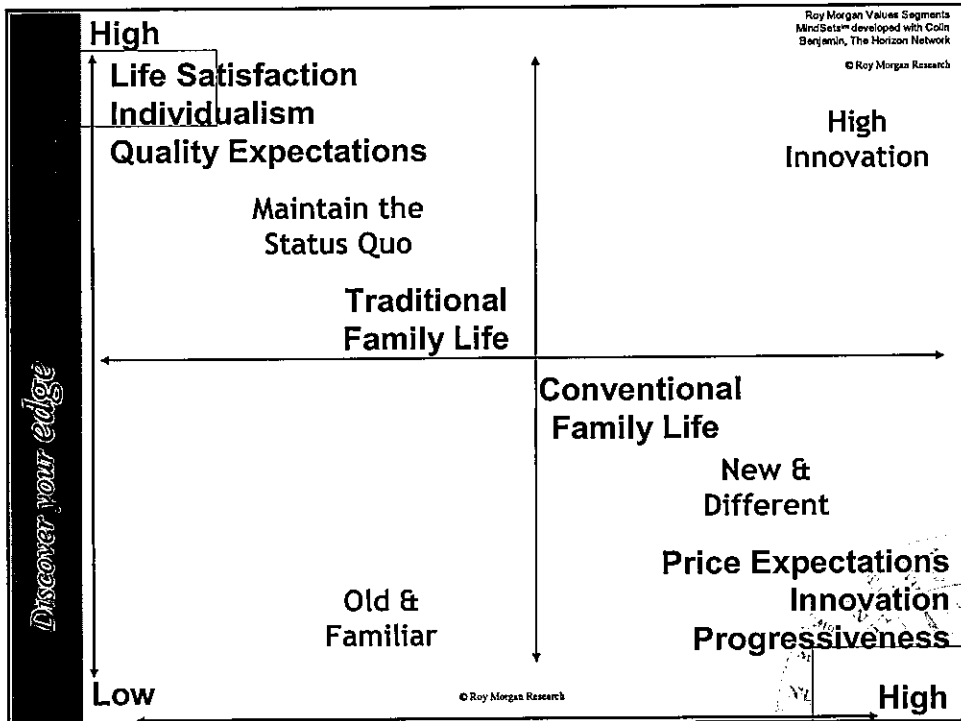 Roy Morgan Values Segments
MindSets℠ developed with Colin
Benjamin, The Horizon Network
© Roy Morgan Research
High
Life Satisfaction
Individualism
Quality Expectations
High
Innovation
Maintain the
Status Quo
Traditional
Family Life
Conventional
Family Life
New &
Different
Price Expectations
Innovation
Progressiveness
Old &
Familiar
Low
© Roy Morgan Research
High
Discover your edge